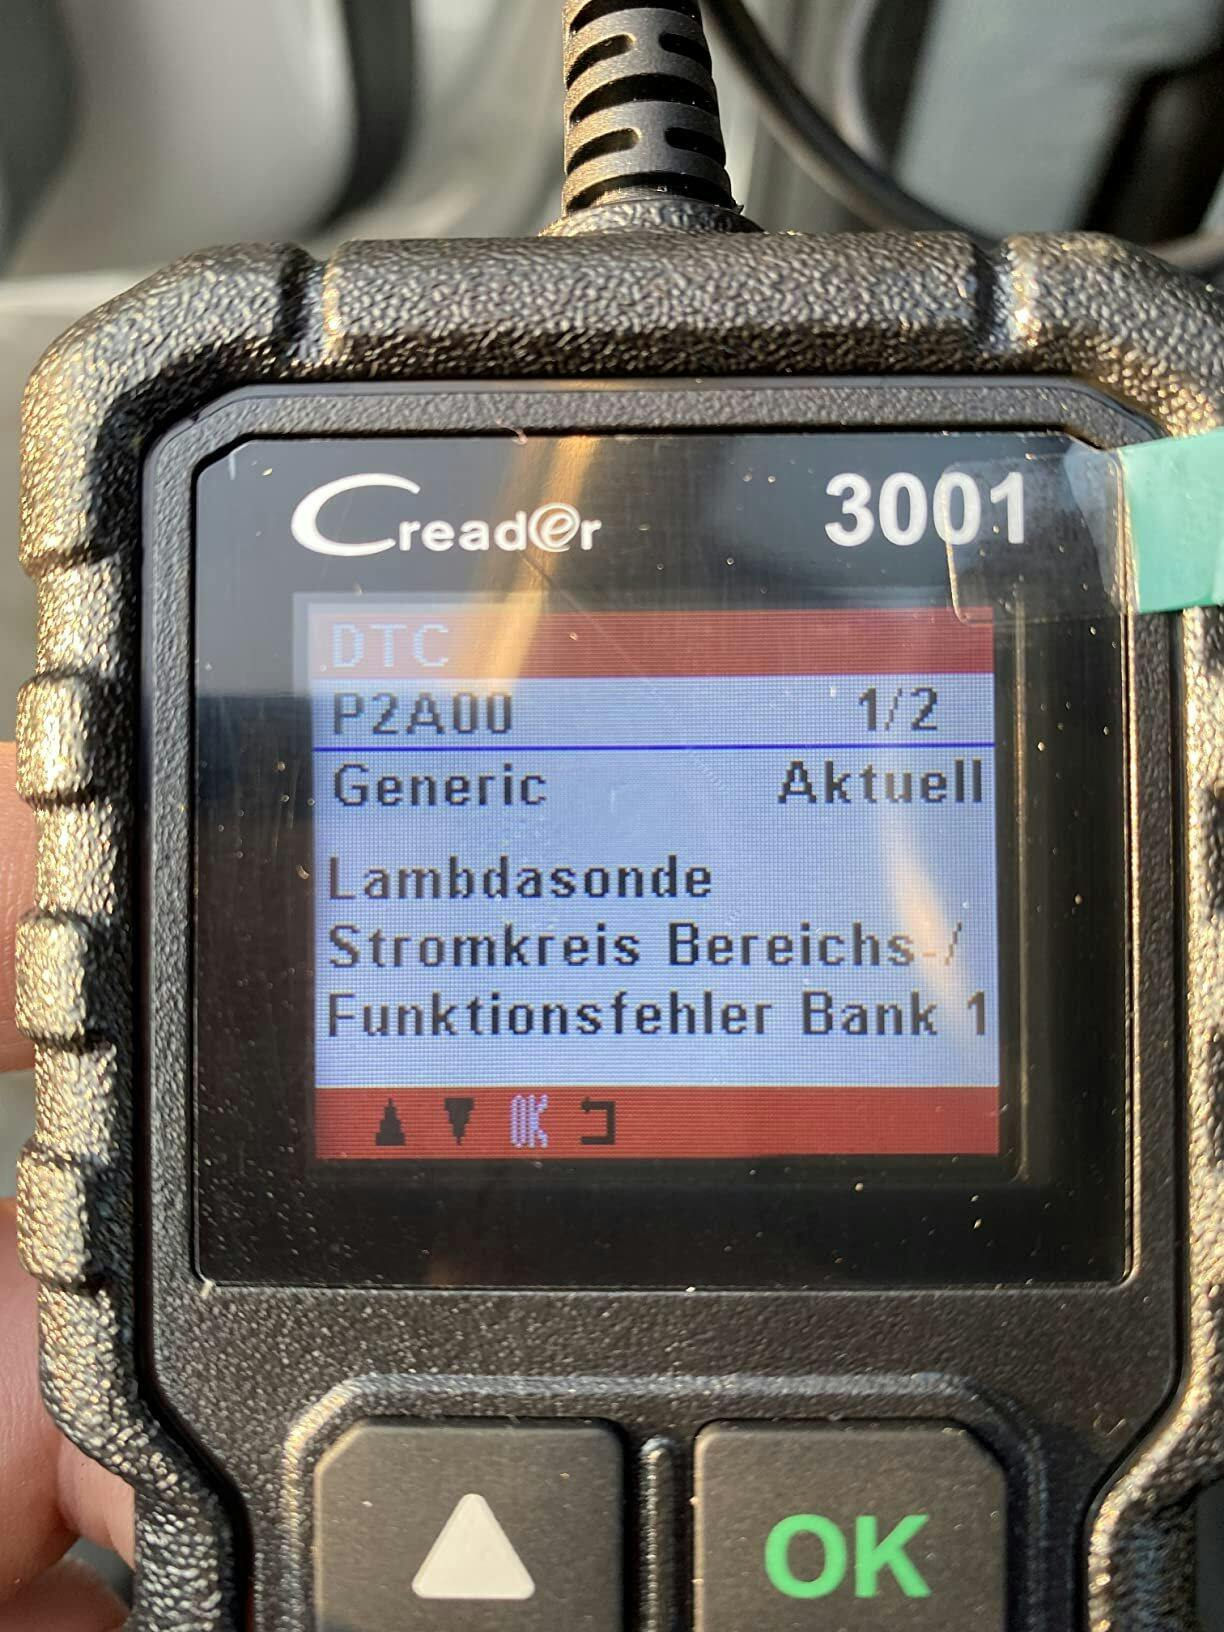 Creader 3001
DTC
P2A00 1/2
Generic Aktuell
Lambdasonde
Stromkreis Bereichs-/
Funktionsfehler Bank 1
OK
OK